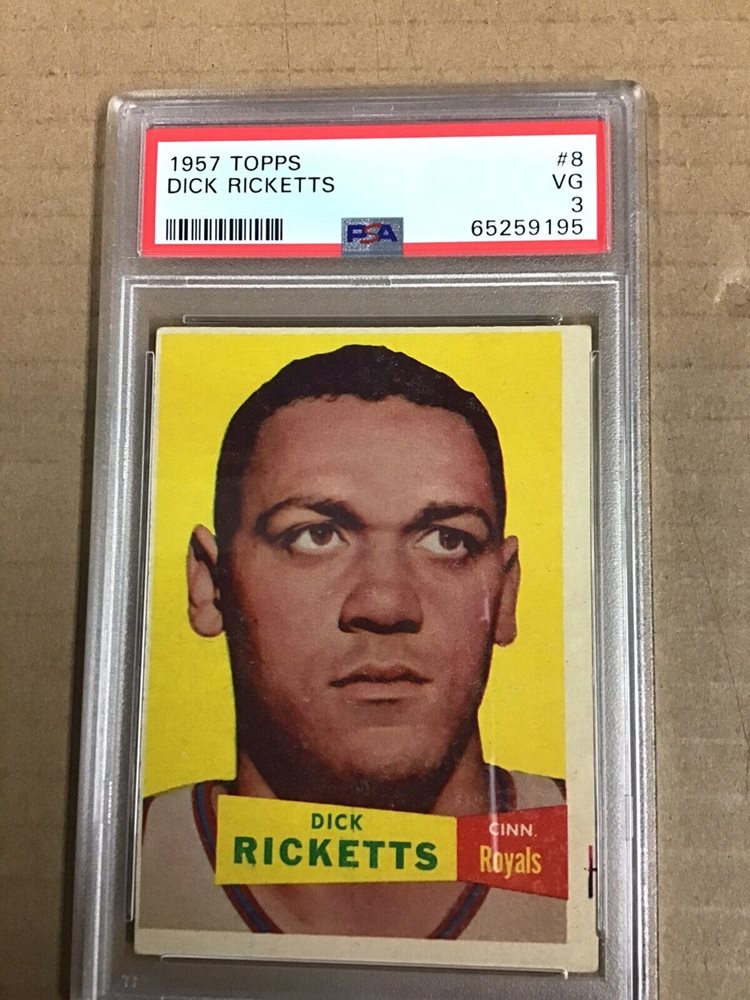 1957 TOPPS #8
DICK RICKETTS VG
3
PSA 65259195
DICK
RICKETTS
CINN.
Royals